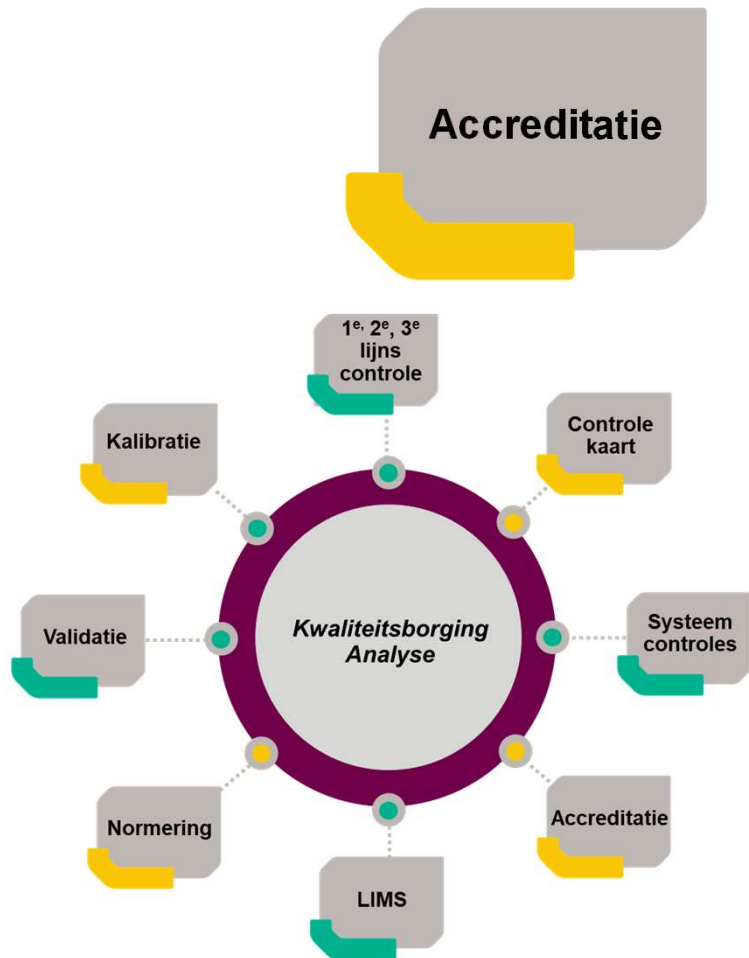 Accreditatie
1e, 2e, 3e
lijns
controle
Kalibratie
Controle
kaart
Validatie
Kwaliteitsborging
Analyse
Systeem
controles
Normering
Accreditatie
LIMS